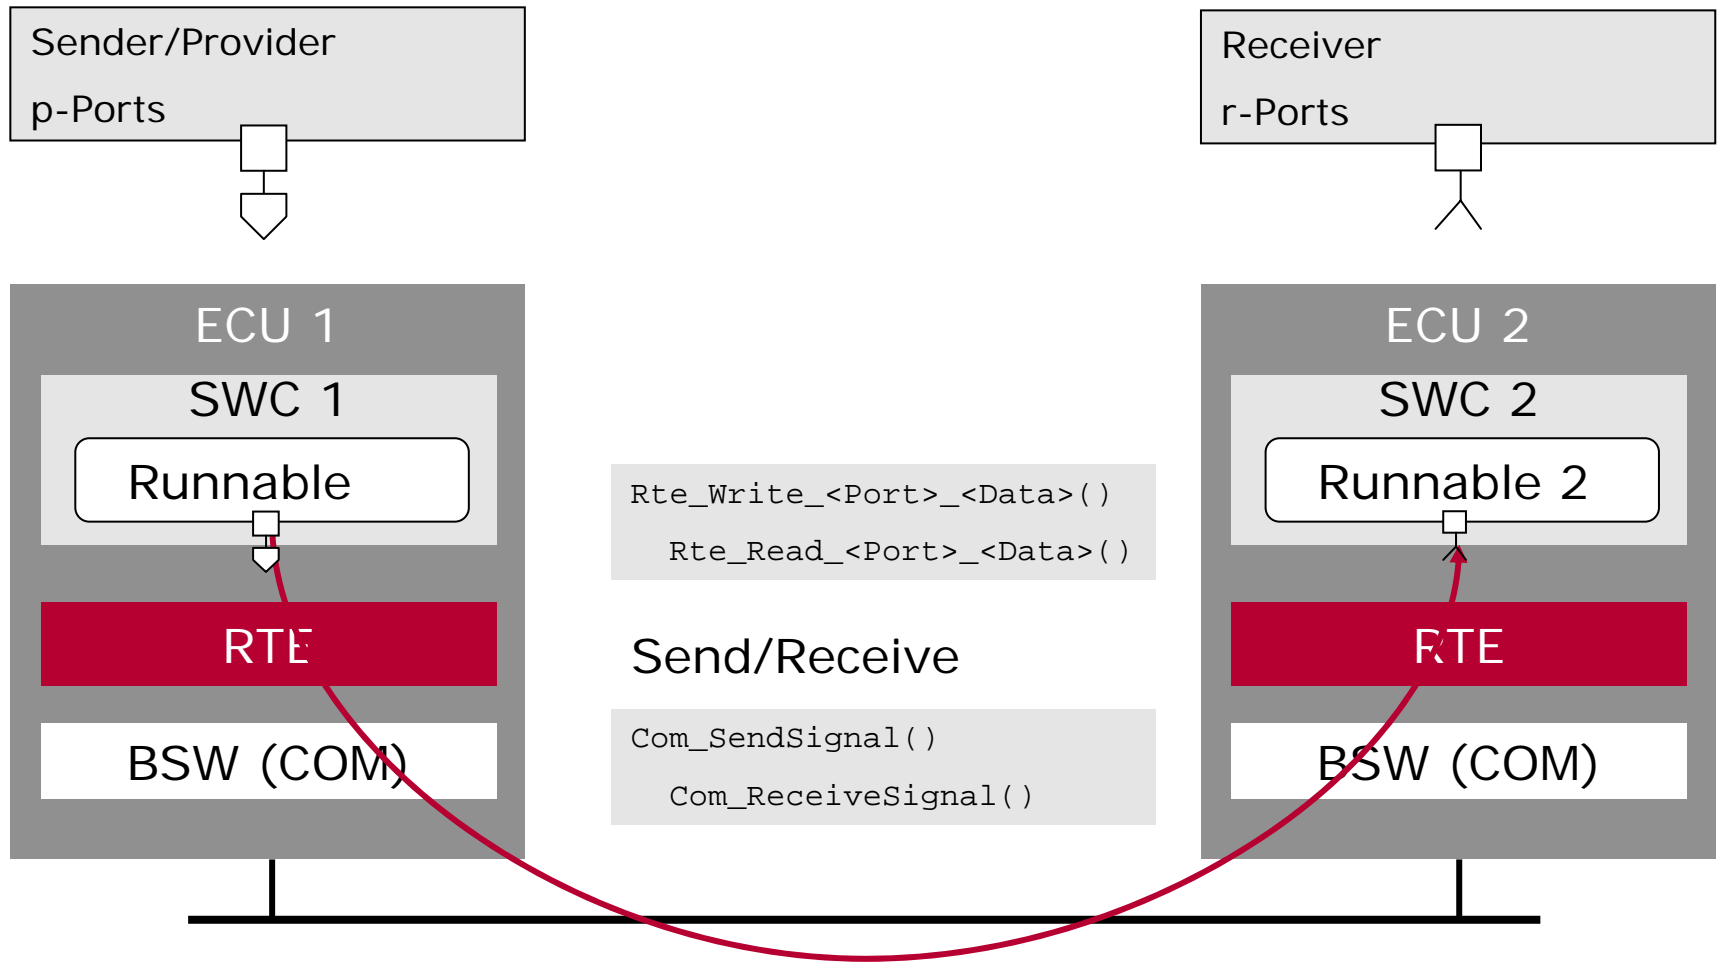 Sender/Provider
p-Ports
Receiver
r-Ports
ECU 1
SWC 1
Runnable
RTE
BSW (COM)
Rte_Write_<Port>_<Data>()
Rte_Read_<Port>_<Data>()
Send/Receive
Com_SendSignal()
Com_ReceiveSignal()
ECU 2
SWC 2
Runnable 2
RTE
BSW (COM)